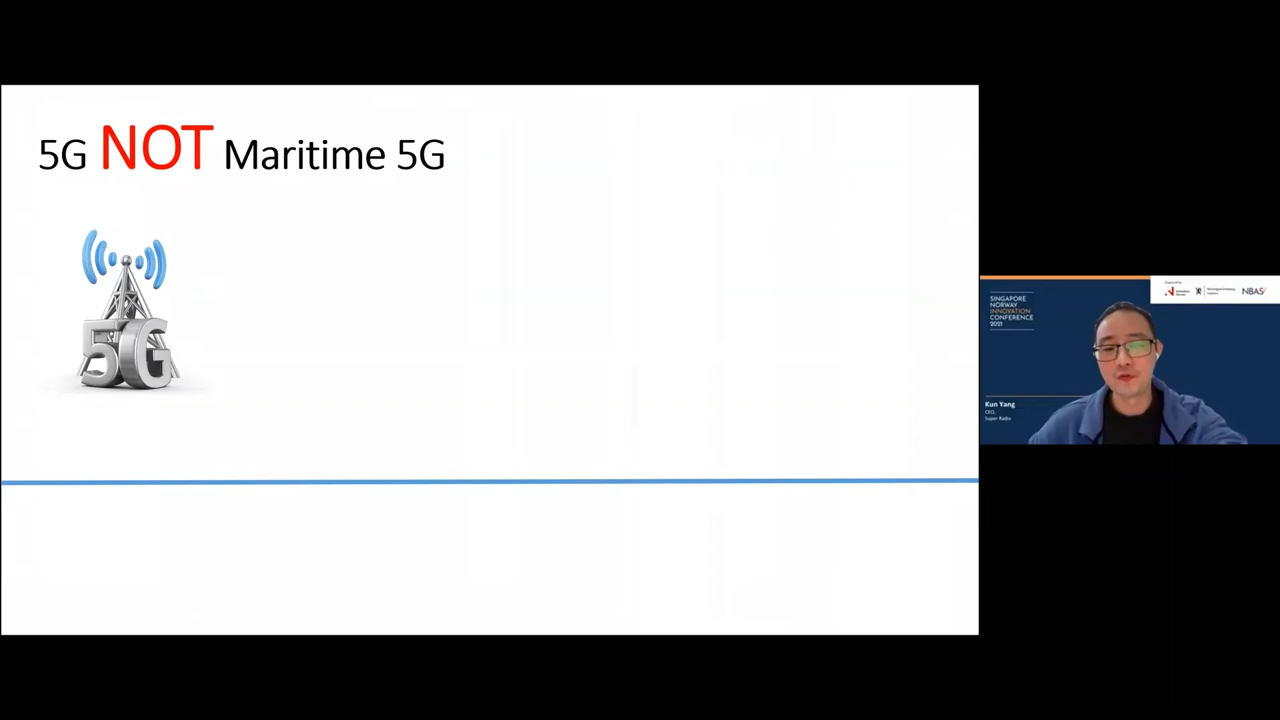 5G NOT Maritime 5G
5G
SINGAPORE
NORWAY
INNOVATION
CONFERENCE
2021
NBAS
Kun Yang
CEO,
Super Radio